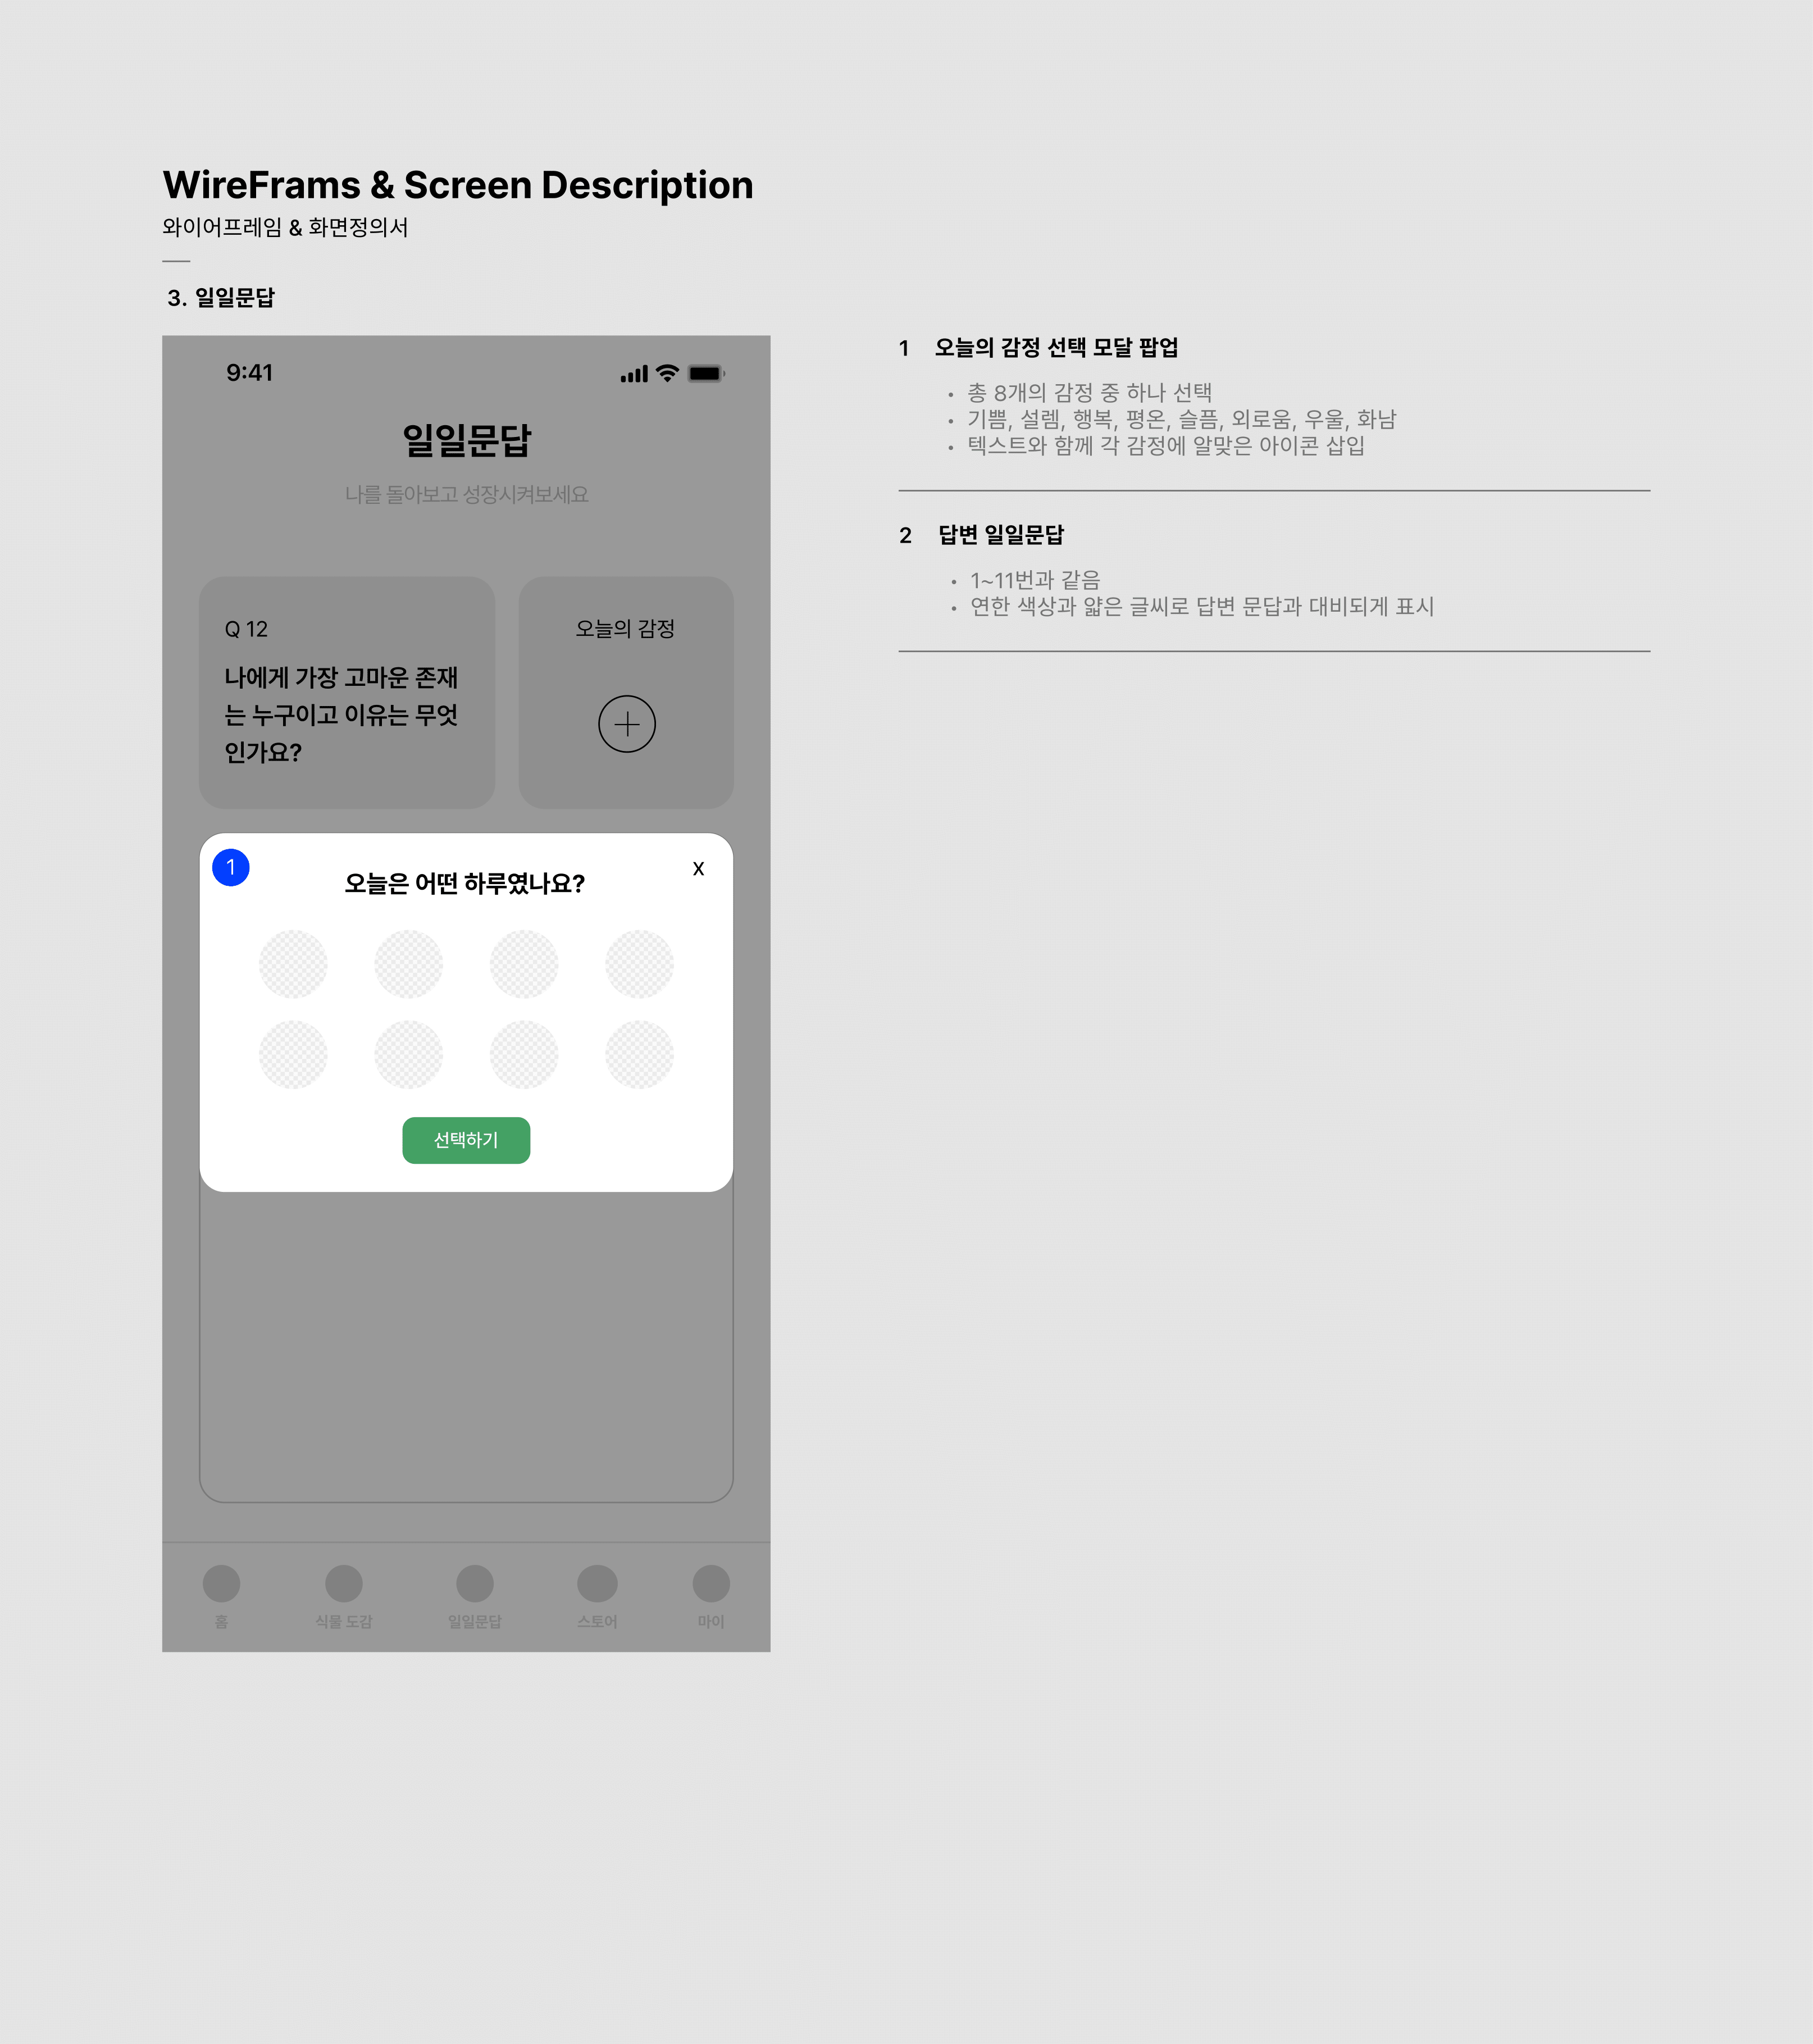 WireFrams & Screen Description
와이어프레임 & 화면정의서
3. 일일문답
9:41
일일문답
나를 돌아보고 성장시켜보세요
Q 12
나에게 가장 고마운 존재
는 누구이고 이유는 무엇
인가요?
오늘의 감정
1
x
오늘은 어떤 하루였나요?
선택하기
홈
식물 도감
일일문답
스토어
마이
1 오늘의 감정 선택 모달 팝업
• 총 8개의 감정 중 하나 선택
• 기쁨, 설렘, 행복, 평온, 슬픔, 외로움, 우울, 화남
• 텍스트와 함께 각 감정에 알맞은 아이콘 삽입
2 답변 일일문답
• 1~11번과 같음
• 연한 색상과 얇은 글씨로 답변 문답과 대비되게 표시